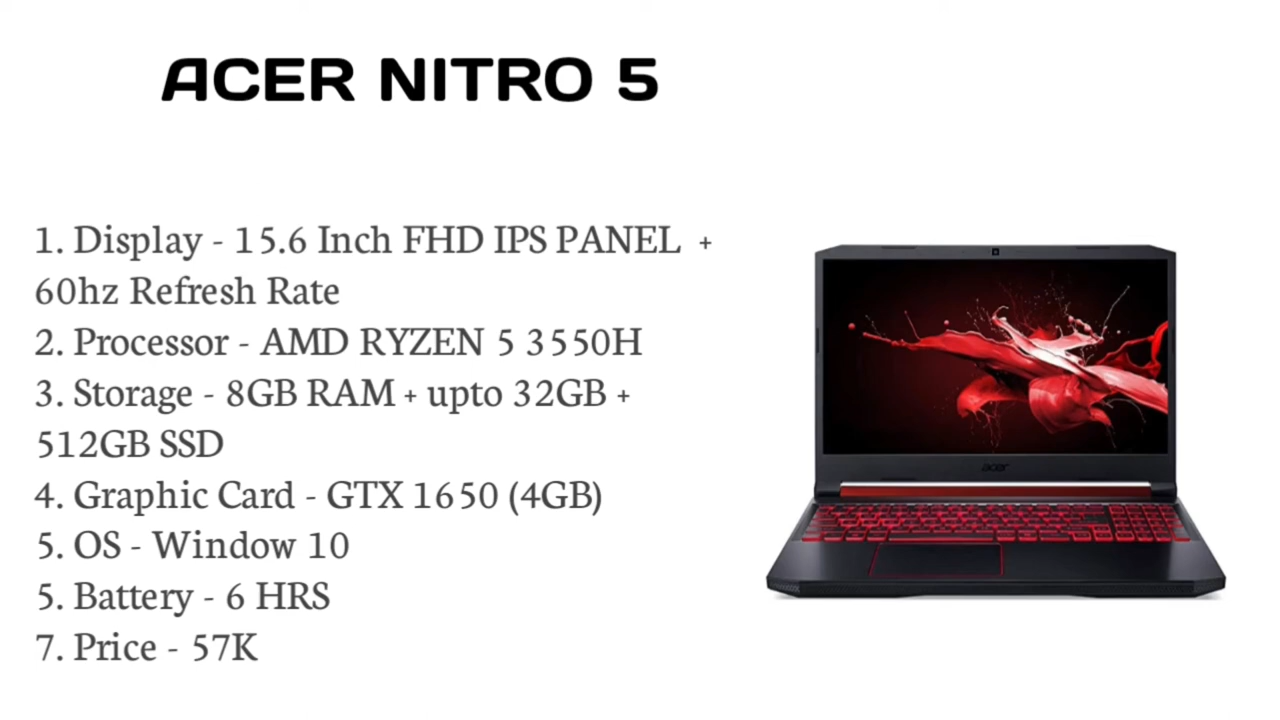 ACER NITRO 5
1. Display - 15.6 Inch FHD IPS PANEL +
60hz Refresh Rate
2. Processor - AMD RYZEN 5 3550H
3. Storage - 8GB RAM + upto 32GB +
512GB SSD
4. Graphic Card - GTX 1650 (4GB)
5. OS - Window 10
5. Battery - 6 HRS
7. Price - 57K
acer